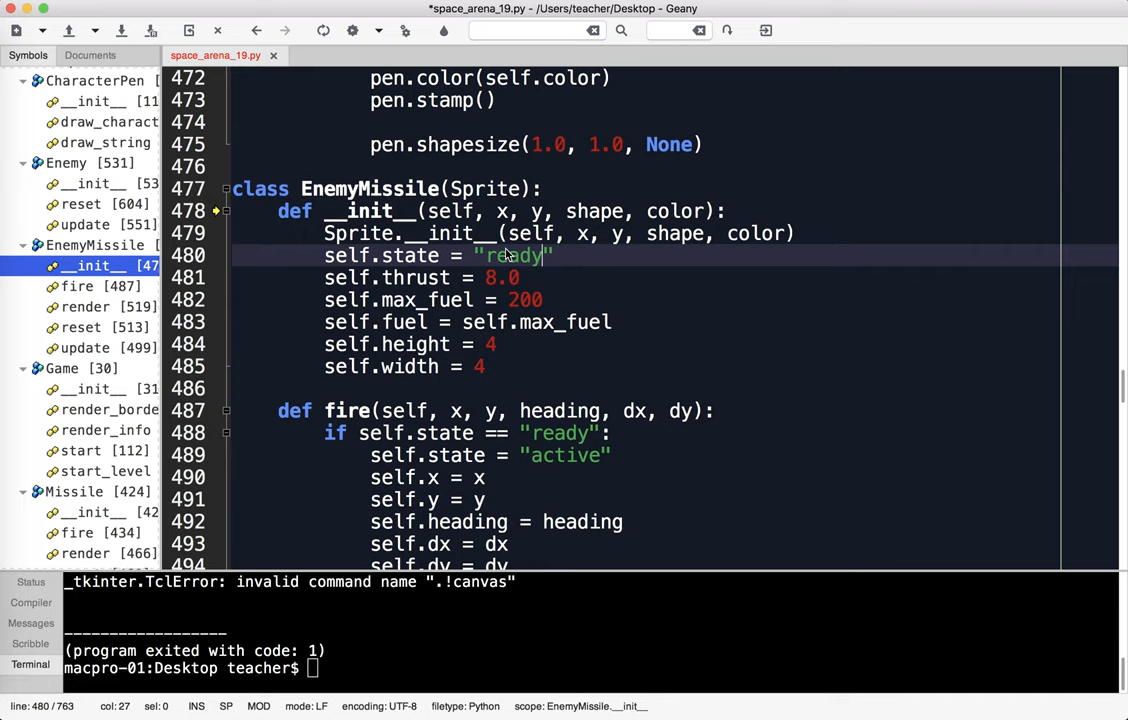 *space_arena_19.py - /Users/teacher/Desktop - Geany
Symbols
Documents
space_arena_19.py
CharacterPen [
__init__ [11
draw_charact
draw_string
Enemy [531]
__init__ [53
reset [604]
update [551]
EnemyMissile
__init__ [47
fire [487]
render [519]
reset [513]
update [499]
Game [30]
__init__ [31
render_borde
render_info
start [112]
start_level
Missile [424]
__init__ [42
fire [434]
render [466]
472 pen.color(self.color)
473 pen.stamp()
474
475 pen.shapesize(1.0, 1.0, None)
476
477 class EnemyMissile(Sprite):
478 def __init__(self, x, y, shape, color):
479 Sprite.__init__(self, x, y, shape, color)
480 self.state = "ready"
481 self.thrust = 8.0
482 self.max_fuel = 200
483 self.fuel = self.max_fuel
484 self.height = 4
485 self.width = 4
486
487 def fire(self, x, y, heading, dx, dy):
488 if self.state == "ready":
489 self.state = "active"
490 self.x = x
491 self.y = y
492 self.heading = heading
493 self.dx = dx
494 self.dy = dy
Status
Compiler
Messages
Scribble
Terminal
_tkinter.TclError: invalid command name ".!canvas"
------------------
(program exited with code: 1)
macpro-01:Desktop teacher$
line: 480 / 763 col: 27 sel: 0 INS SP MOD mode: LF encoding: UTF-8 filetype: Python scope: EnemyMissile.__init__